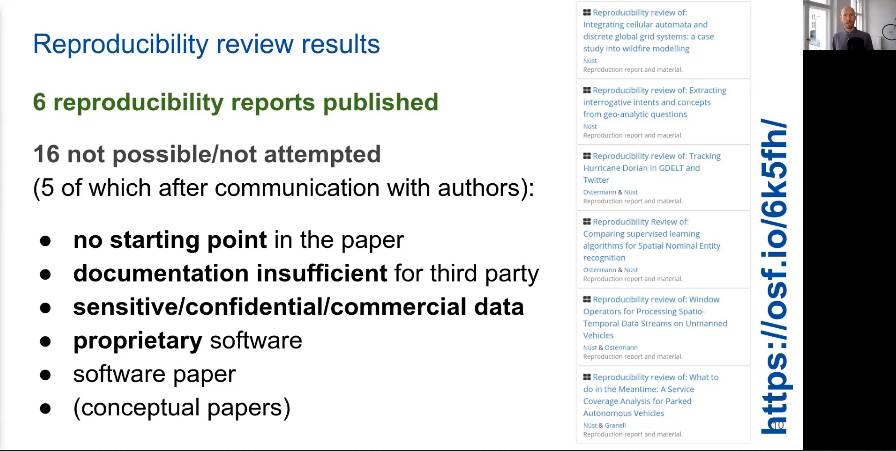 Reproducibility review results
6 reproducibility reports published
16 not possible/not attempted
(5 of which after communication with authors):
● no starting point in the paper
● documentation insufficient for third party
● sensitive/confidential/commercial data
● proprietary software
● software paper
● (conceptual papers)
Reproducibility review of:
Integrating cellular automata and
discrete global grid systems: a case
study into wildfire modelling
Nüst
Reproduction report and material.
Reproducibility review of: Extracting
interrogative intents and concepts
from geo-analytic questions
Nüst
Reproduction report and material.
Reproducibility review of: Tracking
Hurricane Dorian in GDELT and
Twitter
Ostermann & Nüst
Reproduction report and material.
Reproducibility Review of:
Comparing supervised learning
algorithms for Spatial Nominal Entity
recognition
Ostermann & Nüst
Reproduction report and material.
Reproducibility review of: Window
Operators for Processing Spatio-
Temporal Data Streams on Unmanned
Vehicles
Nüst & Ostermann
Reproduction report and material.
Reproducibility review of: What to
do in the Meantime: A Service
Coverage Analysis for Parked
Autonomous Vehicles
Nüst & Granell
Reproduction report and material.
https://osf.io/6k5fh/